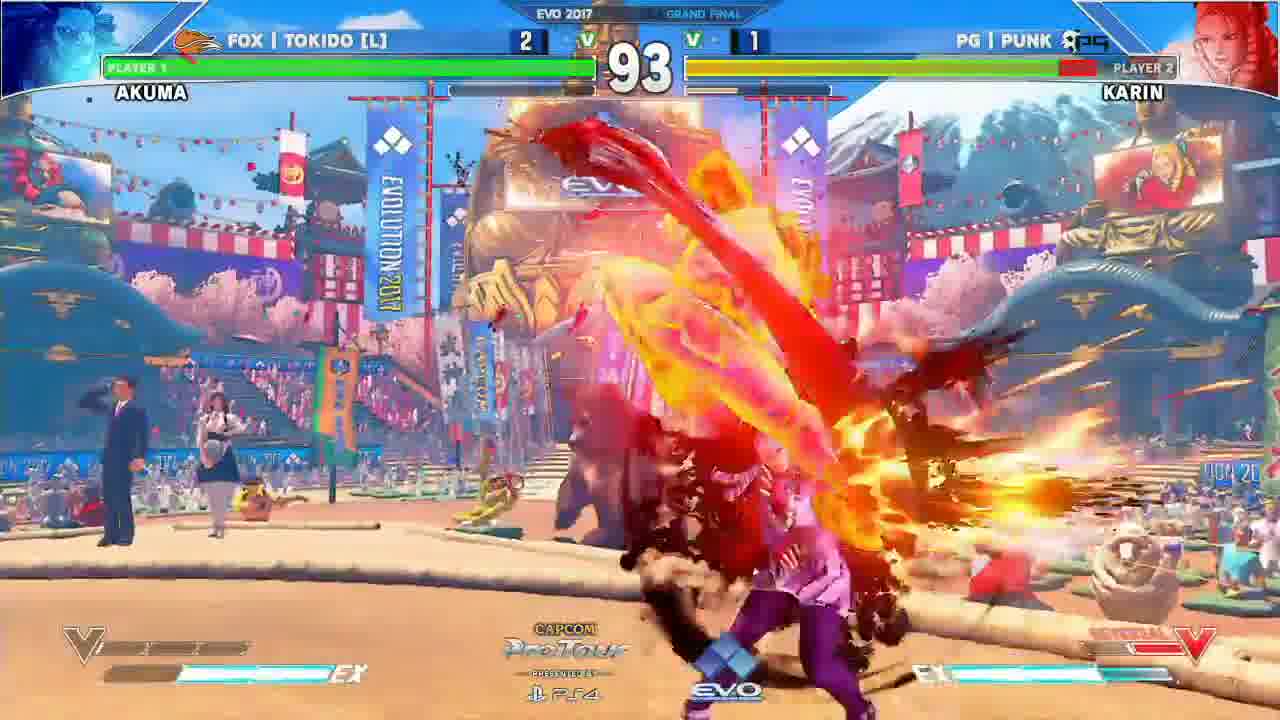 EVO 2017
GRAND FINAL
FOX | TOKIDO [L]
2
V
93
V
1
PG | PUNK
PLAYER 1
PLAYER 2
AKUMA
KARIN
EVOLUTION 2017
EX
EX
CAPCOM
Pro Tour
PRESENTED BY
PS4
EVO